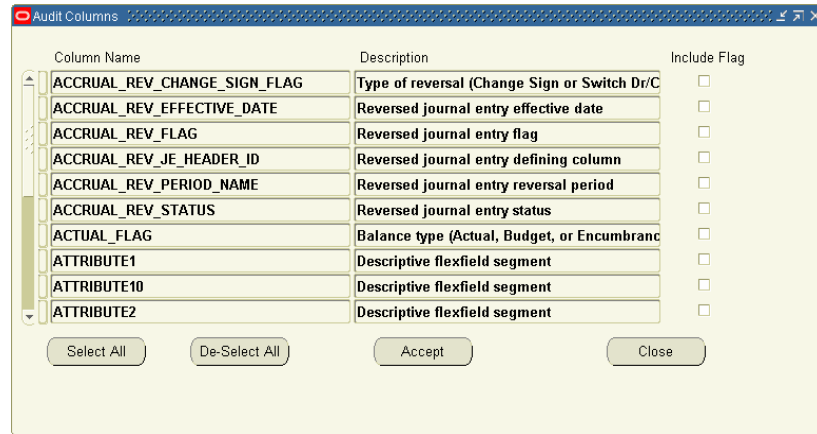 Audit Columns
Column Name Description Include Flag
ACCRUAL_REV_CHANGE_SIGN_FLAG Type of reversal (Change Sign or Switch Dr/C
ACCRUAL_REV_EFFECTIVE_DATE Reversed journal entry effective date
ACCRUAL_REV_FLAG Reversed journal entry flag
ACCRUAL_REV_JE_HEADER_ID Reversed journal entry defining column
ACCRUAL_REV_PERIOD_NAME Reversed journal entry reversal period
ACCRUAL_REV_STATUS Reversed journal entry status
ACTUAL_FLAG Balance type (Actual, Budget, or Encumbranc
ATTRIBUTE1 Descriptive flexfield segment
ATTRIBUTE10 Descriptive flexfield segment
ATTRIBUTE2 Descriptive flexfield segment
Select All De-Select All Accept Close